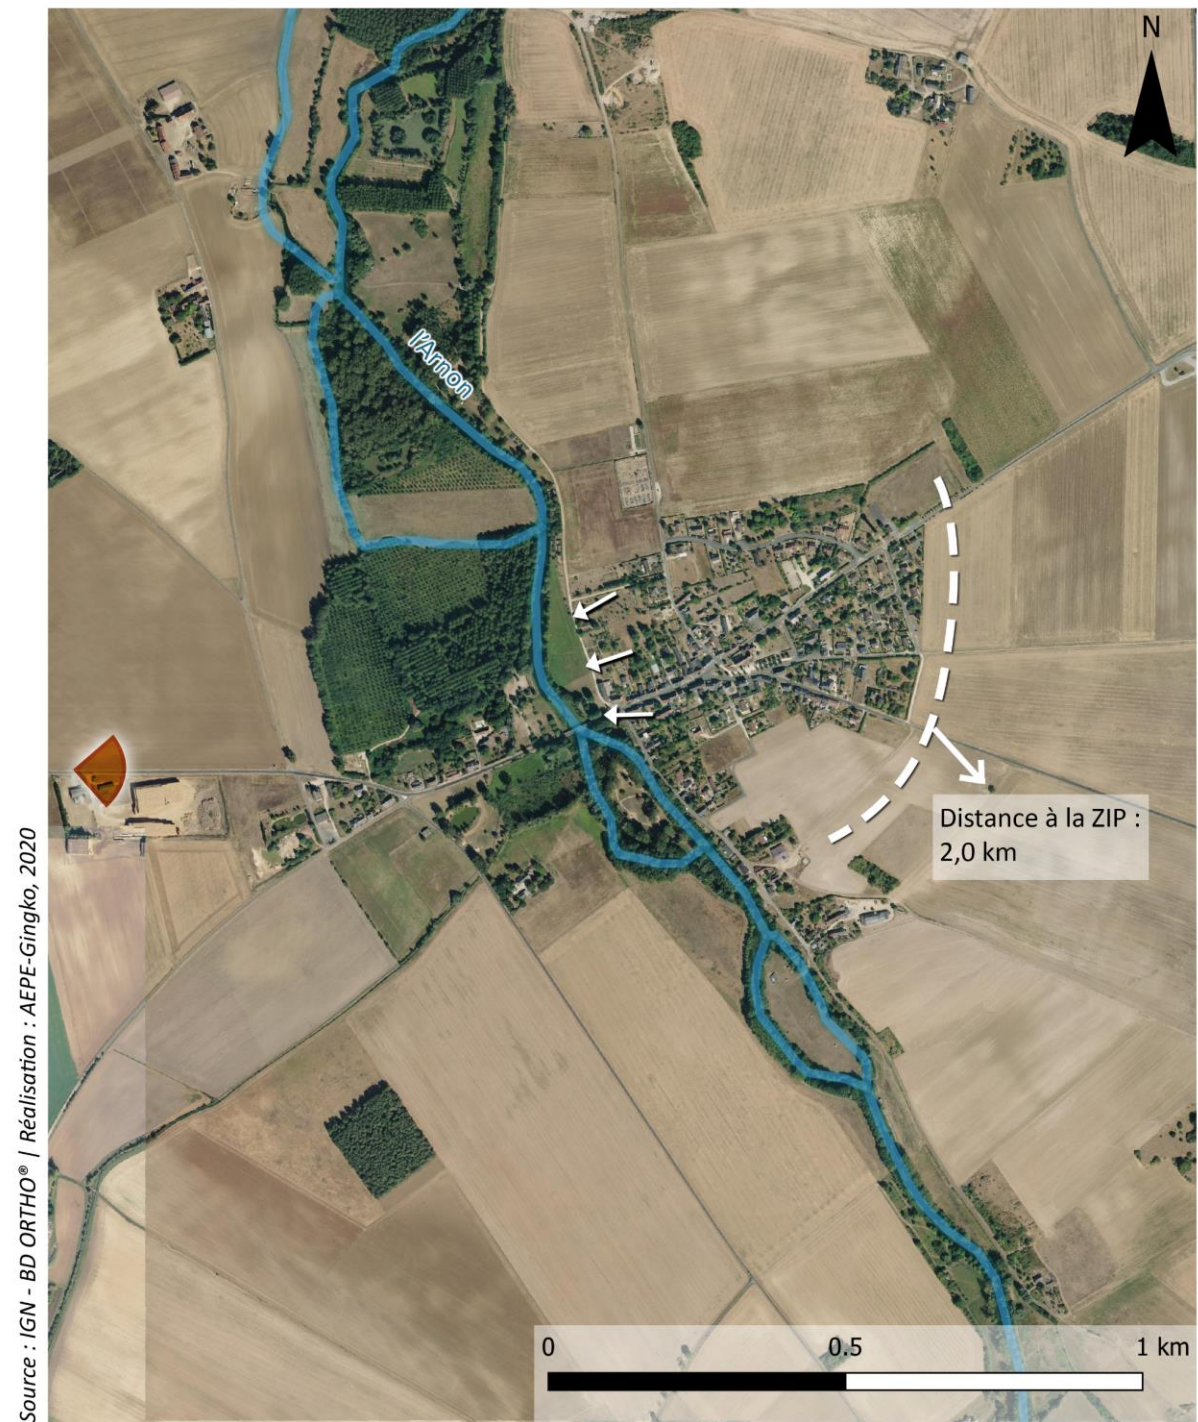 N
l'Arnon
Distance à la ZIP :
2,0 km
Source : IGN - BD ORTHO® | Réalisation : AEPE-Gingko, 2020
0 0.5 1 km